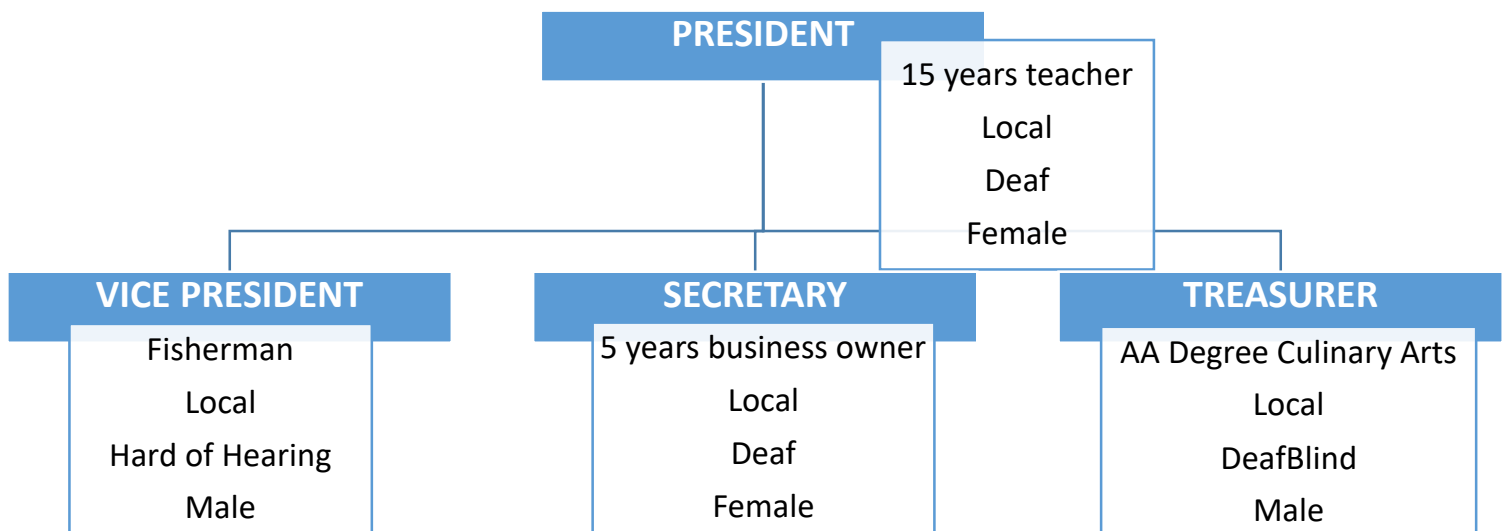 PRESIDENT
15 years teacher
Local
Deaf
Female
VICE PRESIDENT
Fisherman
Local
Hard of Hearing
Male
SECRETARY
5 years business owner
Local
Deaf
Female
TREASURER
AA Degree Culinary Arts
Local
DeafBlind
Male